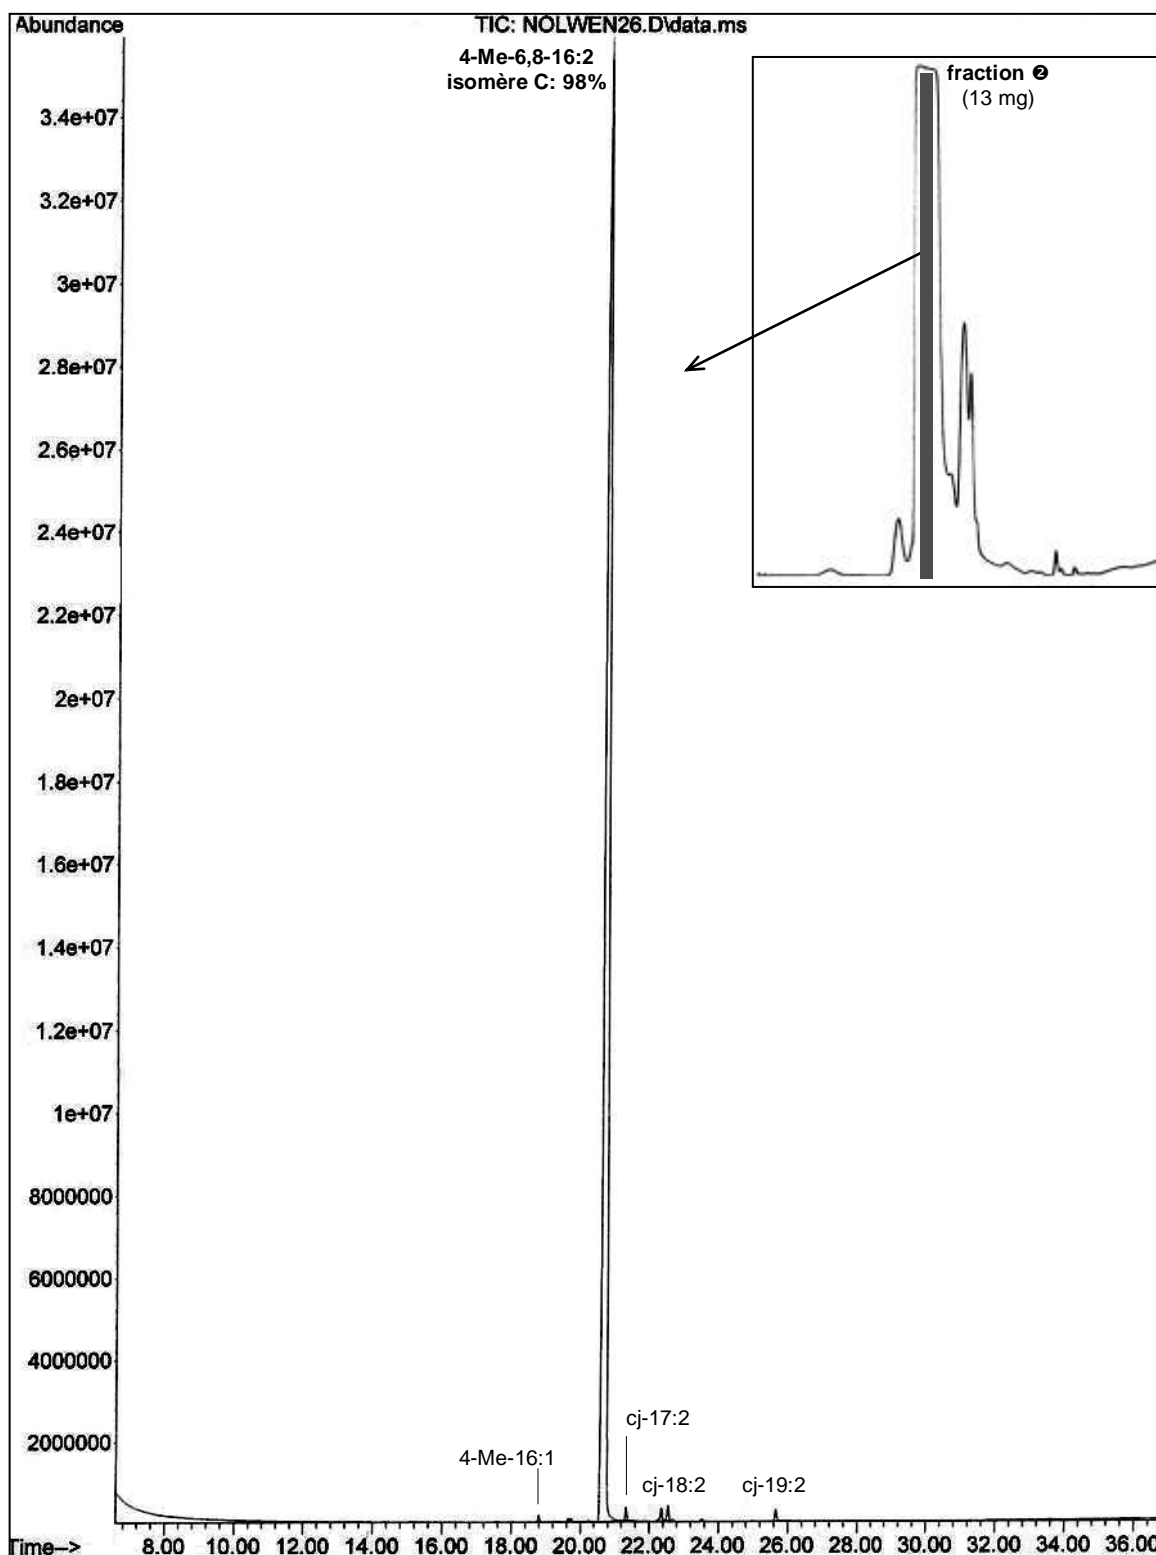 Abundance
TIC: NOLWEN26.D\data.ms
4-Me-6,8-16:2
isomère C: 98%
fraction ❷
(13 mg)
3.4e+07
3.2e+07
3e+07
2.8e+07
2.6e+07
2.4e+07
2.2e+07
2e+07
1.8e+07
1.6e+07
1.4e+07
1.2e+07
1e+07
8000000
6000000
4000000
2000000
cj-17:2
4-Me-16:1
cj-18:2
cj-19:2
Time-->
8.00 10.00 12.00 14.00 16.00 18.00 20.00 22.00 24.00 26.00 28.00 30.00 32.00 34.00 36.00